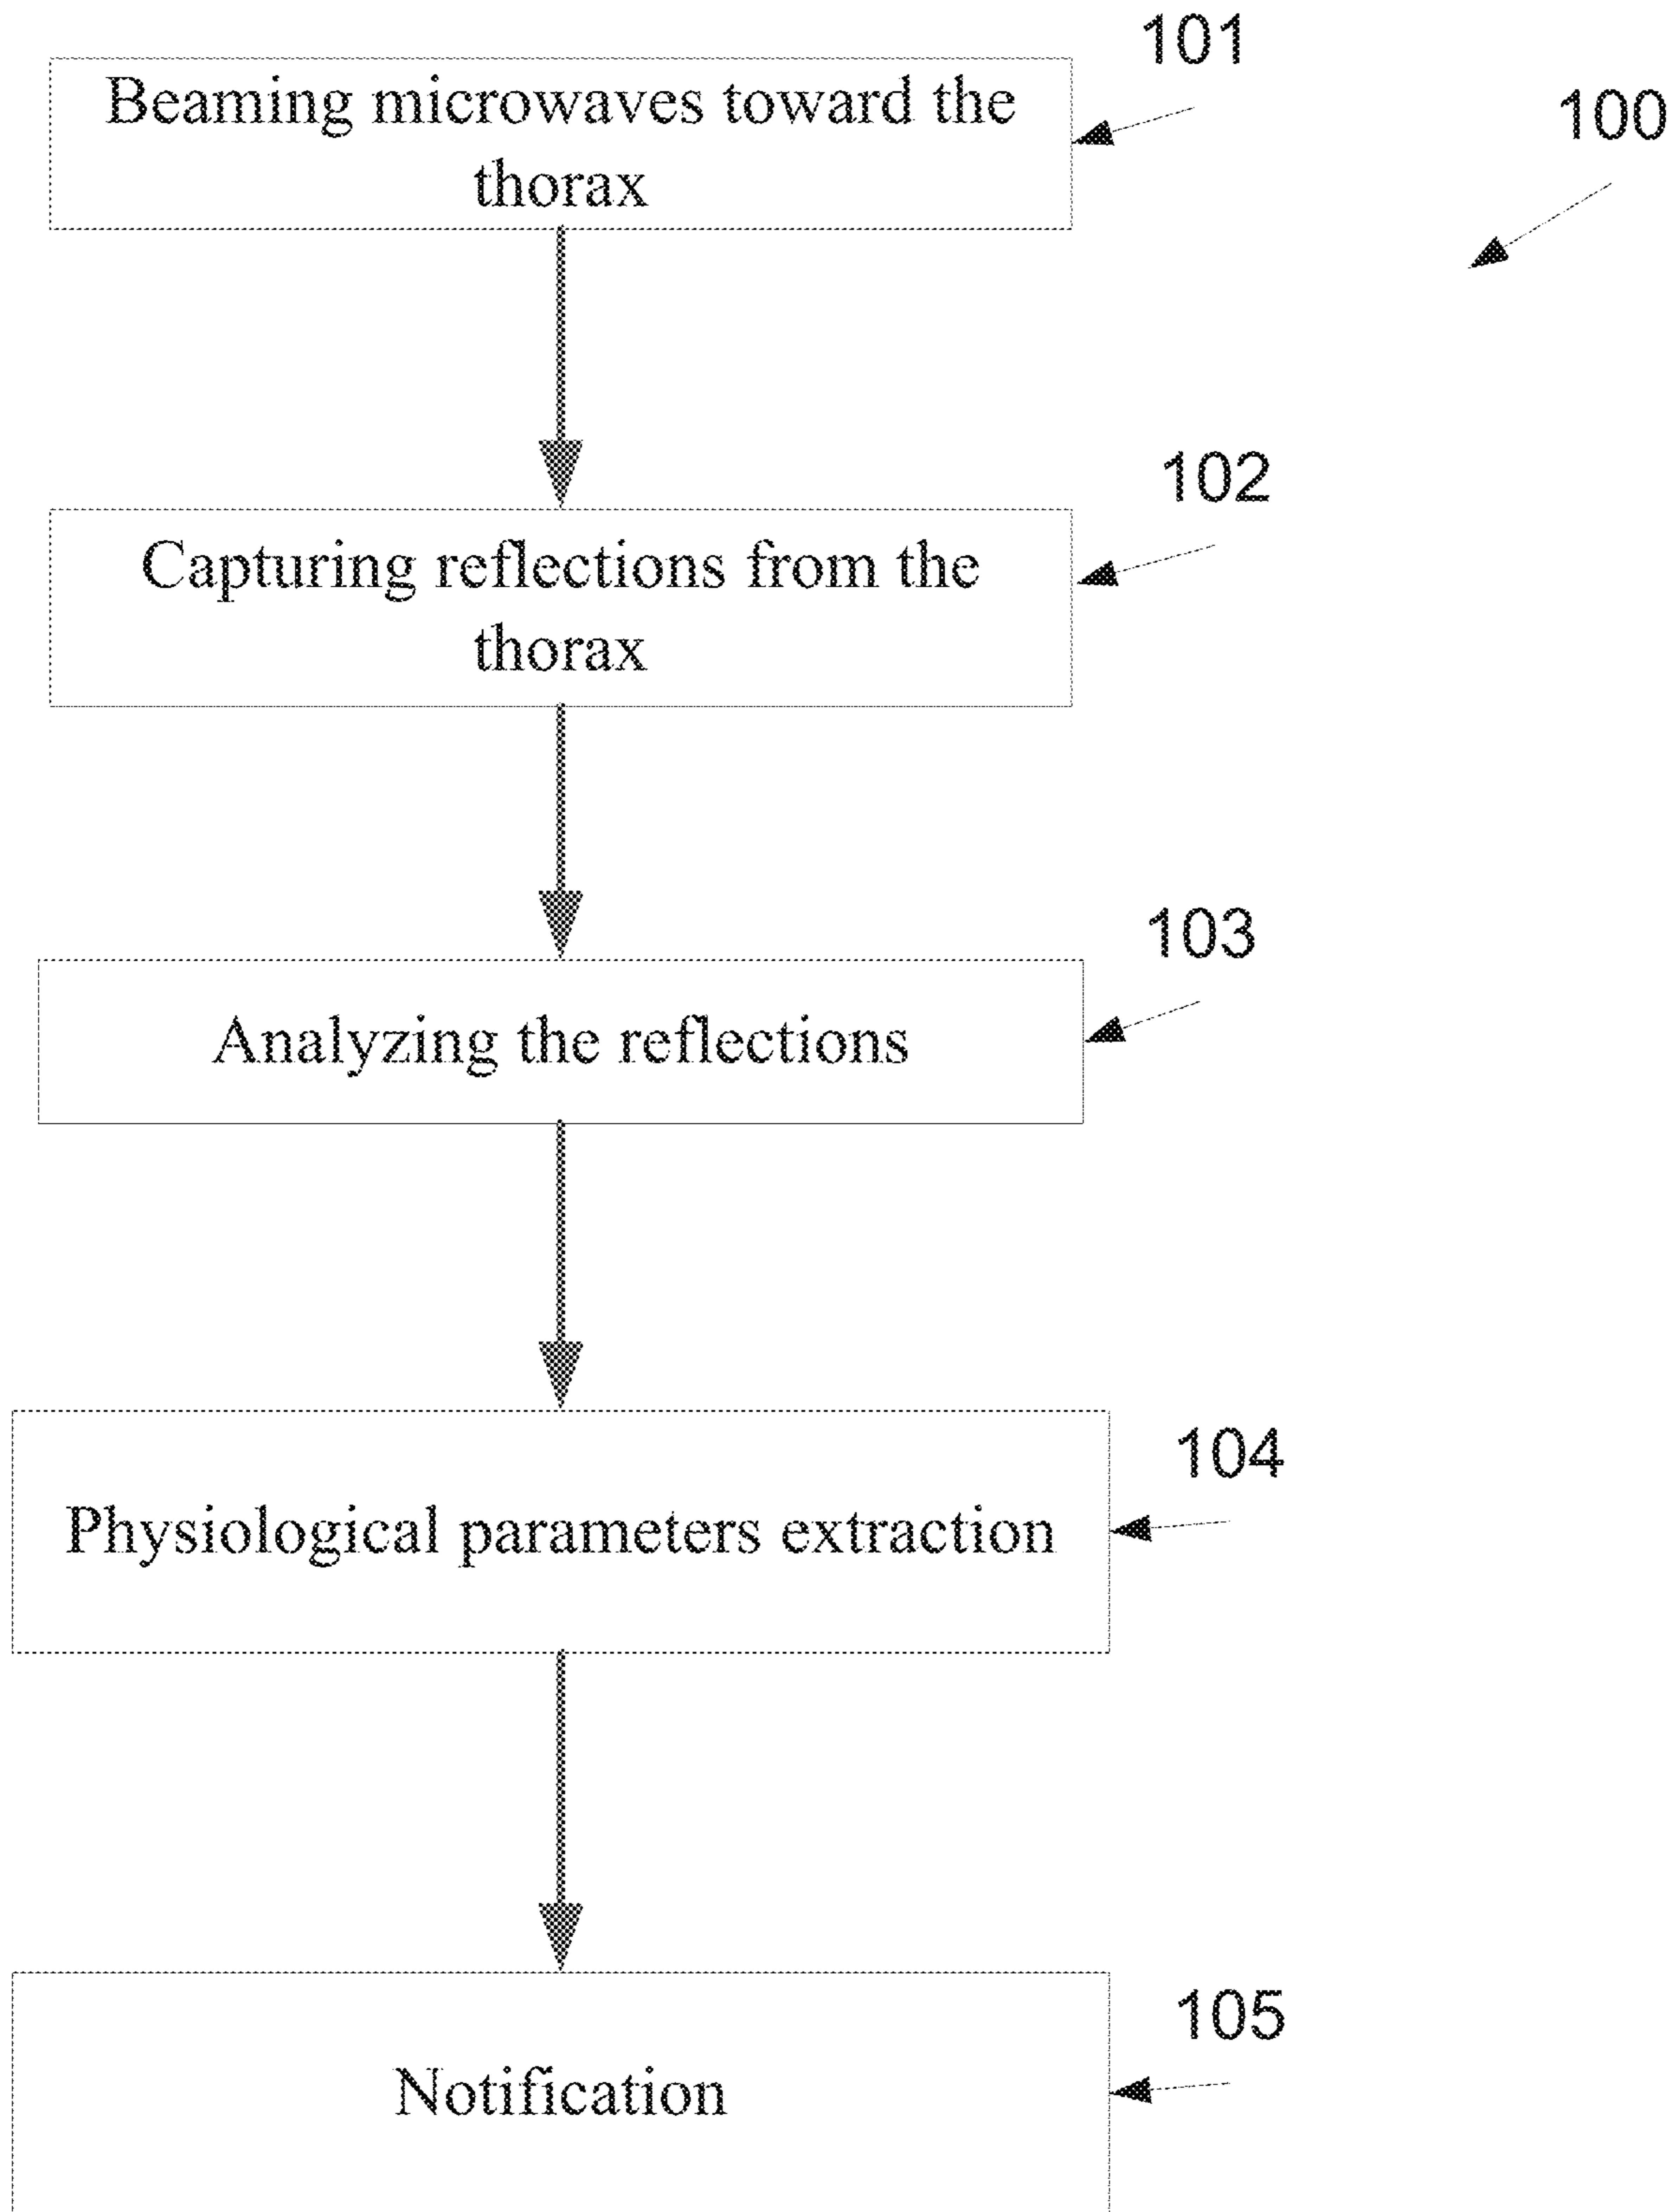 101
100
Beaming microwaves toward the
thorax
102
Capturing reflections from the
thorax
103
Analyzing the reflections
104
Physiological parameters extraction
105
Notification